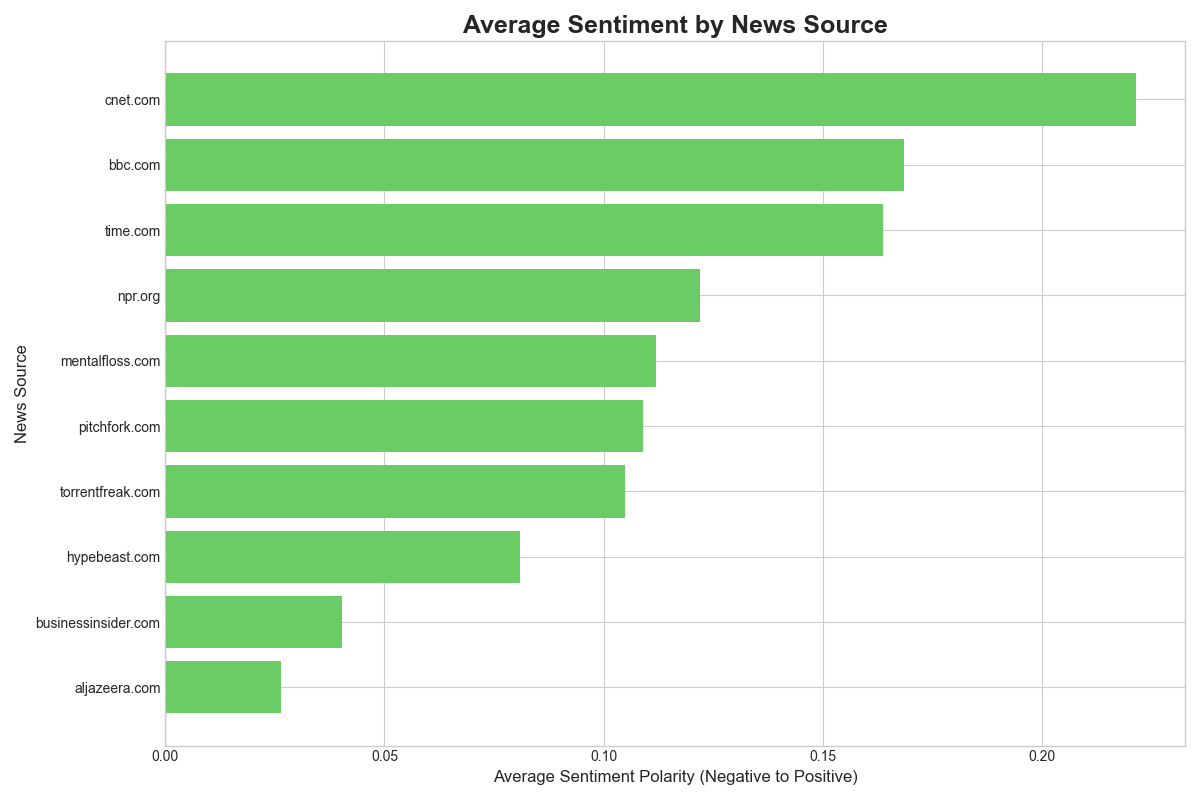 Average Sentiment by News Source
News Source
cnet.com
bbc.com
time.com
npr.org
mentalfloss.com
pitchfork.com
torrentfreak.com
hypebeast.com
businessinsider.com
aljazeera.com
0.00 0.05 0.10 0.15 0.20
Average Sentiment Polarity (Negative to Positive)